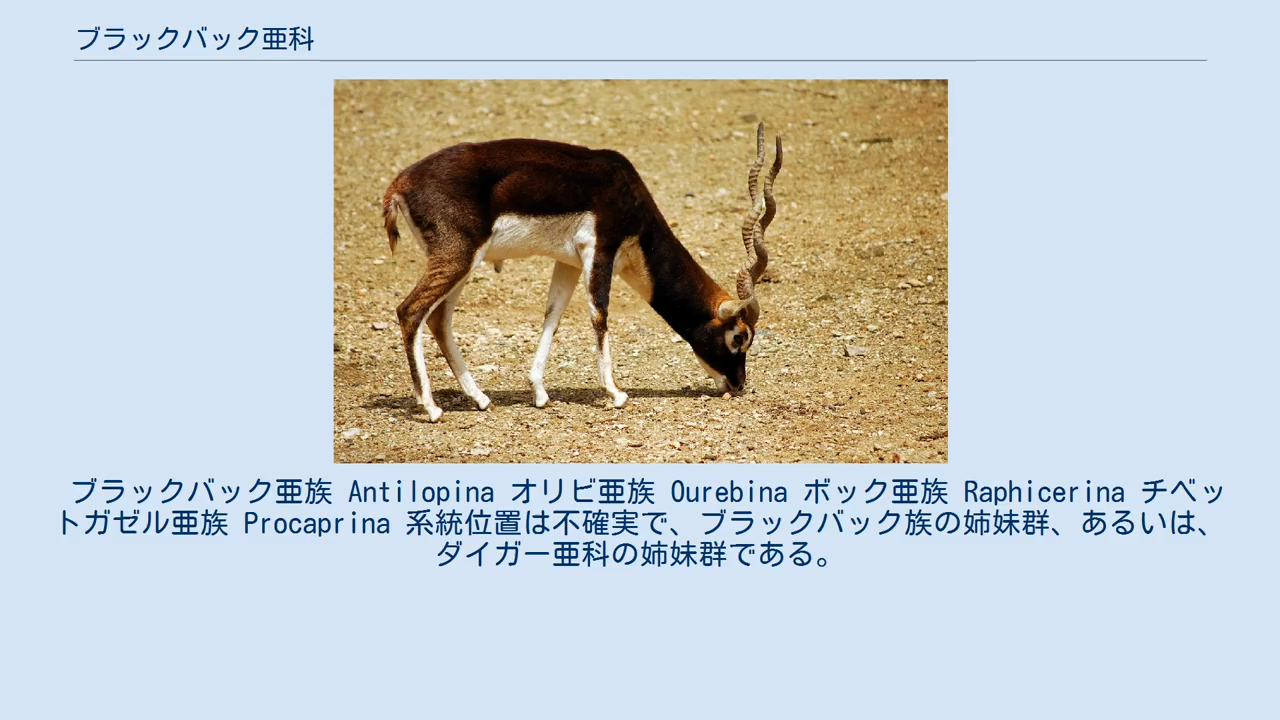 ブラックバック亜科
ブラックバック亜族 Antilopina オリビ亜族 Ourebina ボック亜族 Raphicerina チベッ
トガゼル亜族 Procaprina 系統位置は不確実で、ブラックバック族の姉妹群、あるいは、
ダイガー亜科の姉妹群である。